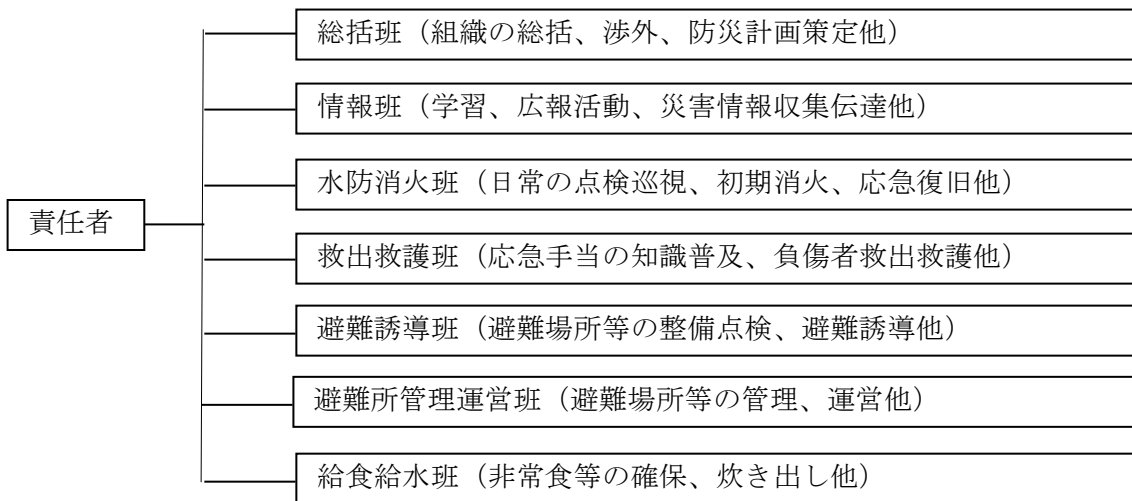 総括班（組織の総括、渉外、防災計画策定他）
情報班（学習、広報活動、災害情報収集伝達他）
水防消火班（日常の点検巡視、初期消火、応急復旧他）
責任者
救出救護班（応急手当の知識普及、負傷者救出救護他）
避難誘導班（避難場所等の整備点検、避難誘導他）
避難所管理運営班（避難場所等の管理、運営他）
給食給水班（非常食等の確保、炊き出し他）